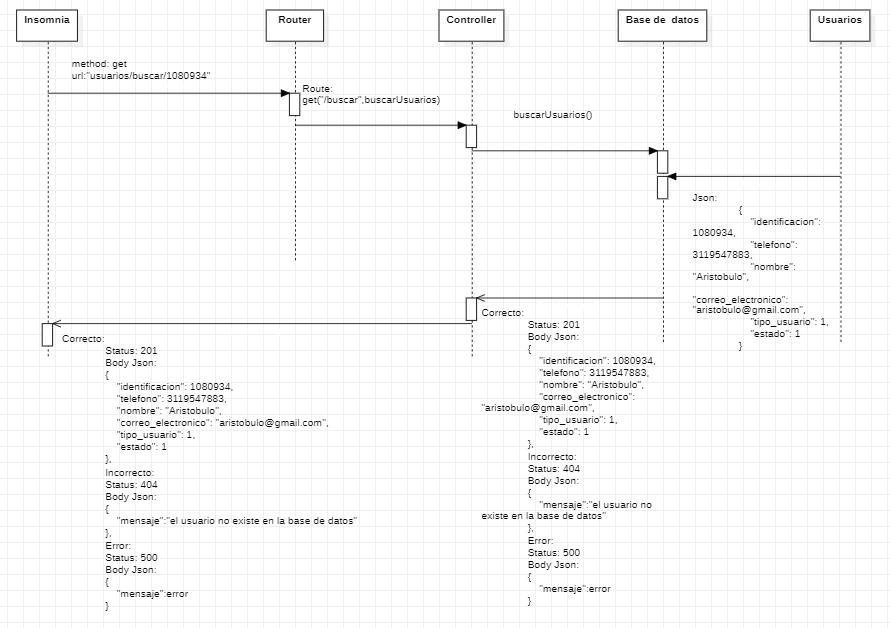 Insomnia
Router
Controller
Base de datos
Usuarios
method: get
url:"usuarios/buscar/1080934"
Route:
get("/buscar",buscarUsuarios)
buscarUsuarios()
Json:
{
"identificacion":
1080934,
"telefono":
3119547883,
"nombre":
"Aristobulo",
"correo_electronico":
"aristobulo@gmail.com",
"tipo_usuario": 1,
"estado": 1
}
Correcto:
Status: 201
Body Json:
{
"identificacion": 1080934,
"telefono": 3119547883,
"nombre": "Aristobulo",
"correo_electronico":
"aristobulo@gmail.com",
"tipo_usuario": 1,
"estado": 1
},
Incorrecto:
Status: 404
Body Json:
{
"mensaje":"el usuario no
existe en la base de datos"
},
Error:
Status: 500
Body Json:
{
"mensaje":error
}
Correcto:
Status: 201
Body Json:
{
"identificacion": 1080934,
"telefono": 3119547883,
"nombre": "Aristobulo",
"correo_electronico": "aristobulo@gmail.com",
"tipo_usuario": 1,
"estado": 1
},
Incorrecto:
Status: 404
Body Json:
{
"mensaje":"el usuario no existe en la base de datos"
},
Error:
Status: 500
Body Json:
{
"mensaje":error
}